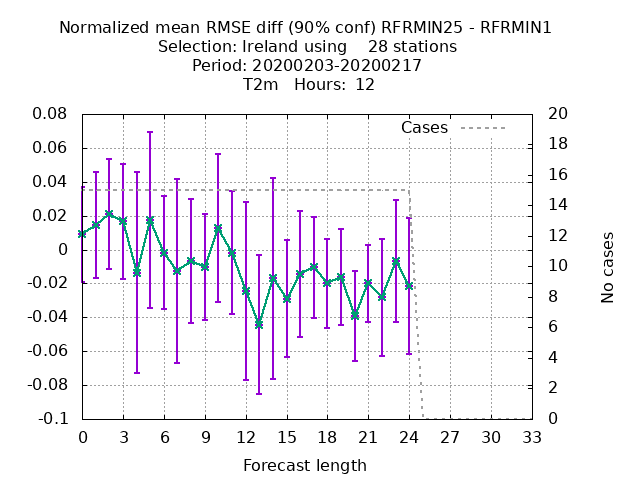 Normalized mean RMSE diff (90% conf) RFRMIN25 - RFRMIN1
Selection: Ireland using    28 stations
Period: 20200203-20200217
T2m   Hours:  12
Cases
0.08
0.06
0.04
0.02
0
-0.02
-0.04
-0.06
-0.08
-0.1
20
18
16
14
12
10
8
6
4
2
0
No cases
0 3 6 9 12 15 18 21 24 27 30 33
Forecast length